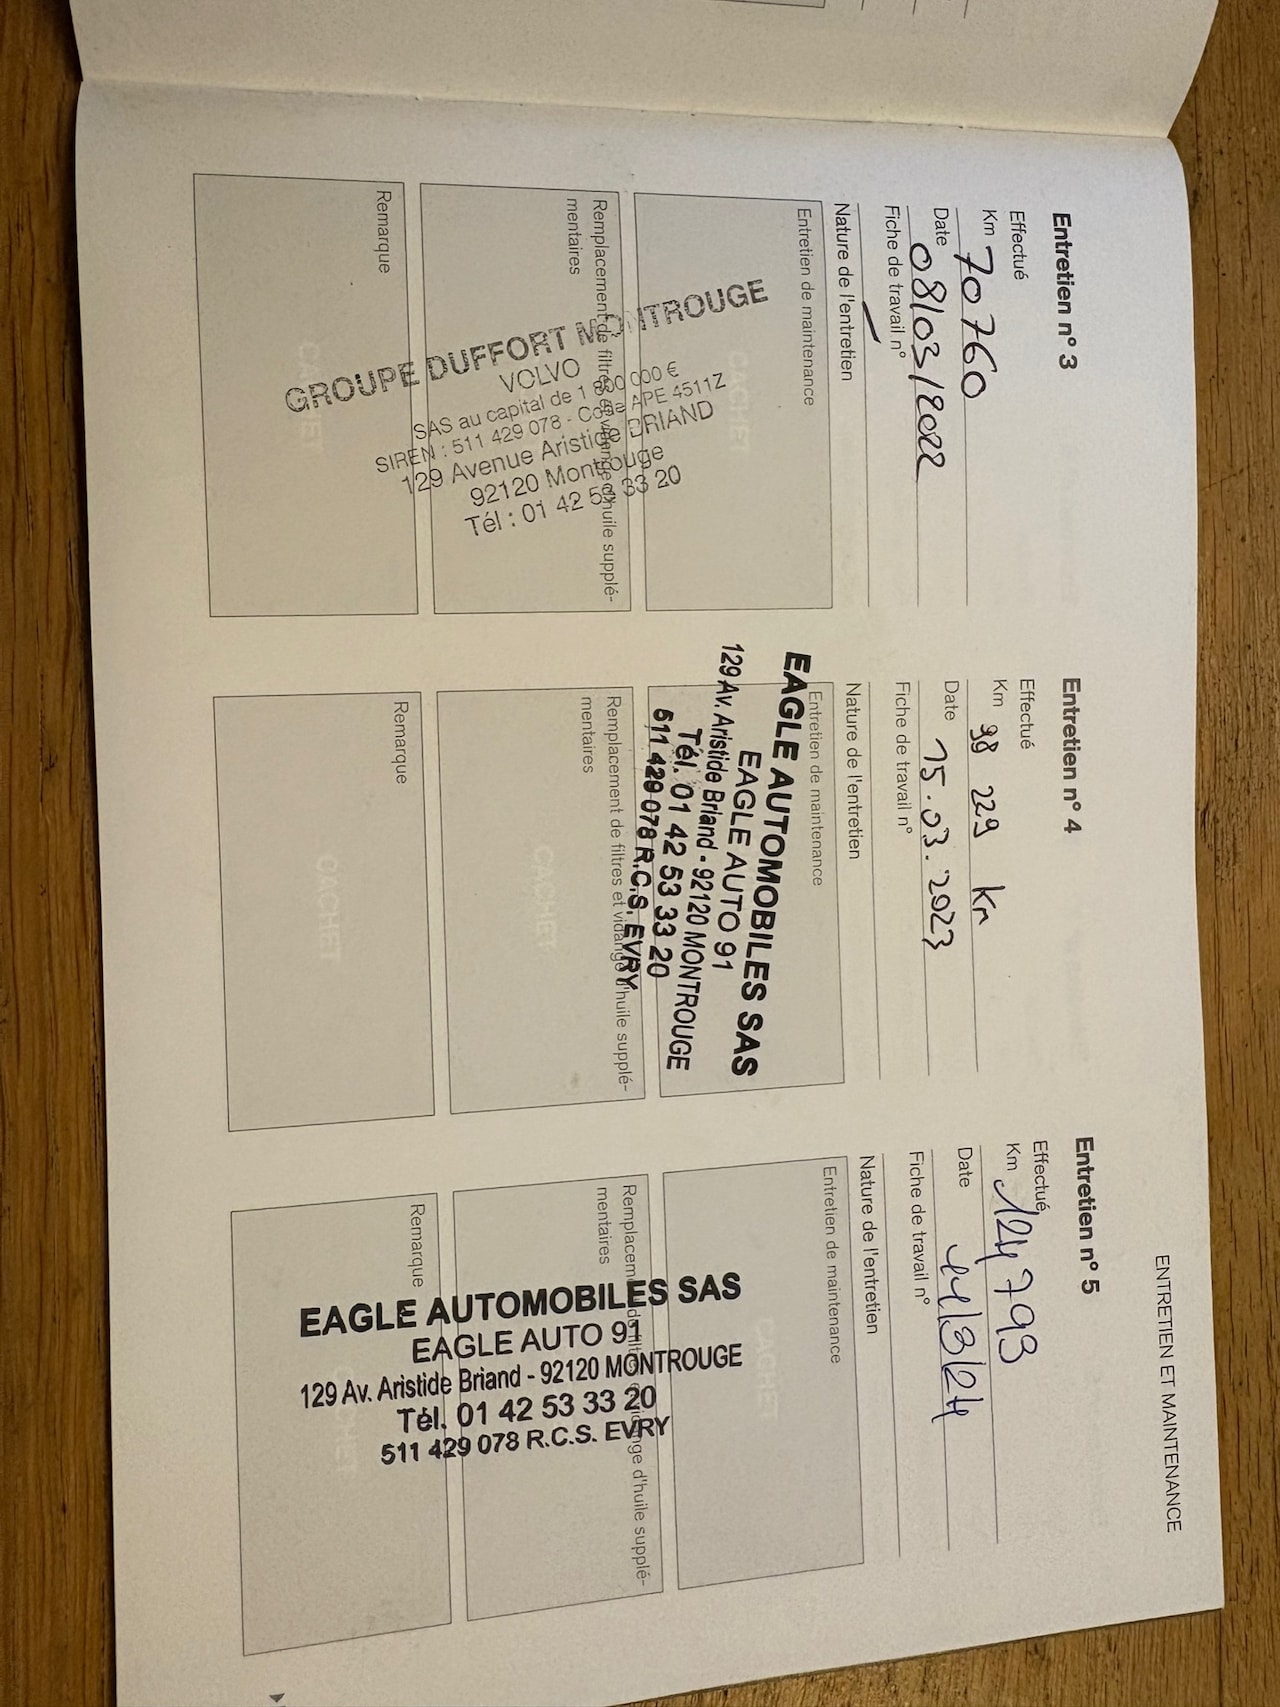 ENTRETIEN ET MAINTENANCE
Entretien n° 3
Effectué
Km 70760
Date 08/03/2022
Fiche de travail n°
Nature de l'entretien
Entretien de maintenance
CACHET
Remplacement de filtres et vidange d'huile supplé-
mentaires
Remarque
CACHET
GROUPE DUFFORT MONTROUGE
VOLVO
SAS au capital de
SIREN : 511 429 078 - Code APE 4511Z
129 Avenue Aristide BRIAND
92120 Montrouge
Tél : 01 42 53 33 20
Entretien n° 4
Effectué
Km 98 229 km
Date 15.03.2023
Fiche de travail n°
Nature de l'entretien
Entretien de maintenance
EAGLE AUTOMOBILES SAS
EAGLE AUTO 91
129 Av. Aristide Briand - 92120 MONTROUGE
Tél. 01 42 53 33 20
511 429 078 R.C.S. EVRY
Remplacement de filtres et vidange d'huile supplé-
mentaires
CACHET
Remarque
CACHET
Entretien n° 5
Effectué
Km 124793
Date 11/3/24
Fiche de travail n°
Nature de l'entretien
Entretien de maintenance
CACHET
Remplacement de filtres et vidange d'huile supplé-
mentaires
Remarque
CACHET
EAGLE AUTOMOBILES SAS
EAGLE AUTO 91
129 Av. Aristide Briand - 92120 MONTROUGE
Tél. 01 42 53 33 20
511 429 078 R.C.S. EVRY